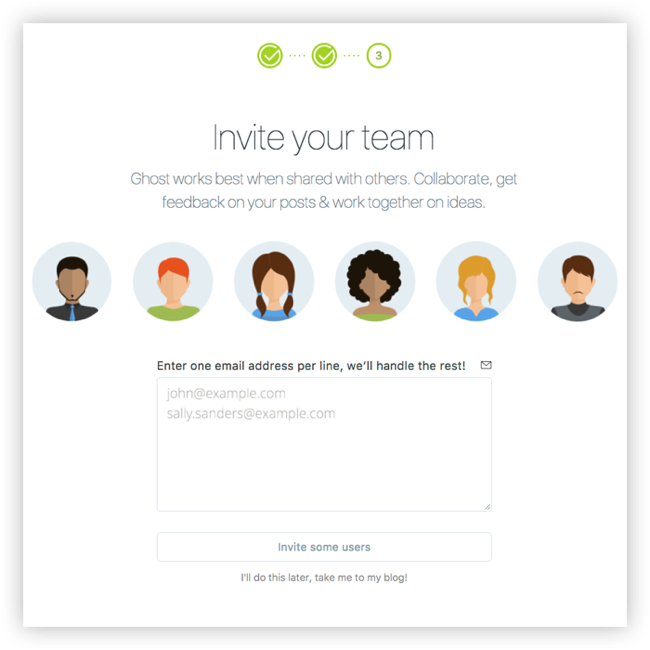 3
Invite your team
Ghost works best when shared with others. Collaborate, get
feedback on your posts & work together on ideas.
Enter one email address per line, we’ll handle the rest!
john@example.com
sally.sanders@example.com
Invite some users
I'll do this later, take me to my blog!